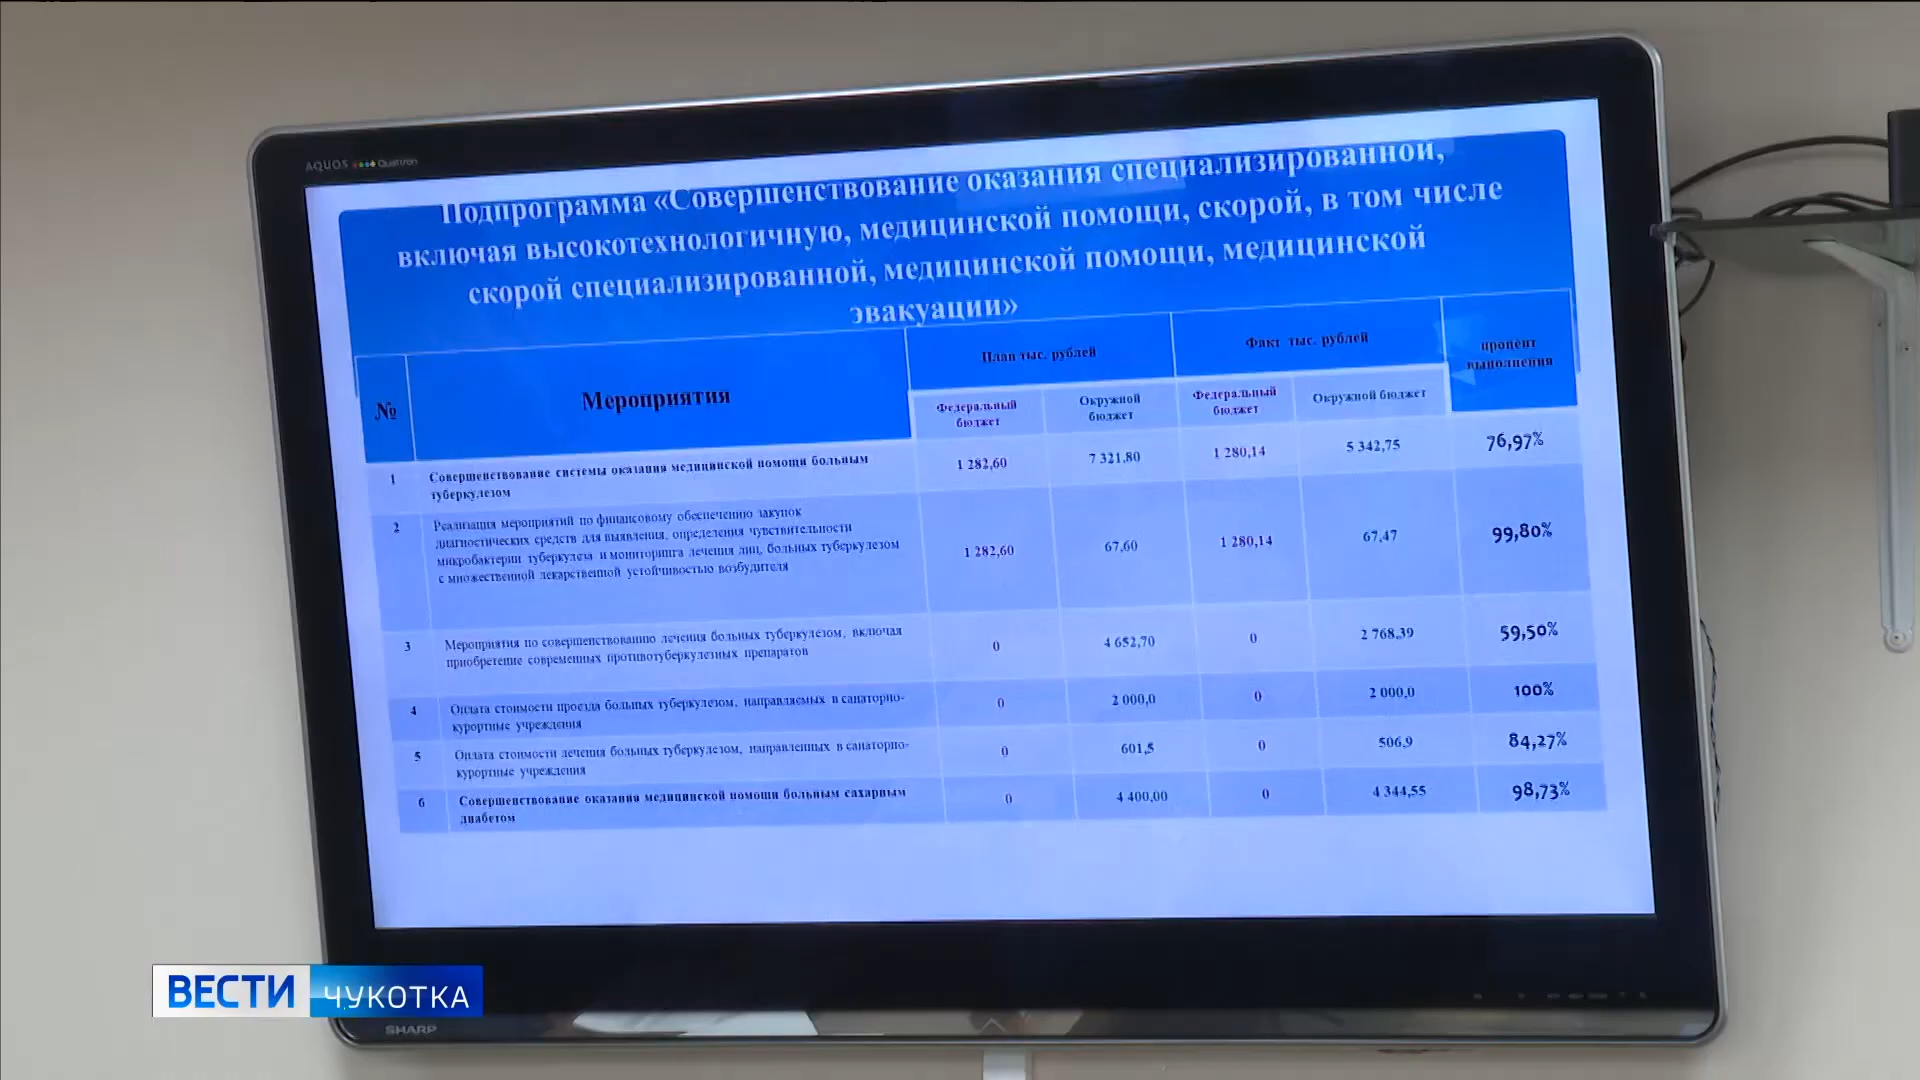 AQUOS Quattron
Подпрограмма «Совершенствование оказания специализированной,
включая высокотехнологичную, медицинской помощи, скорой, в том числе
скорой специализированной, медицинской помощи, медицинской
эвакуации»
№ Мероприятия План тыс. рублей Факт тыс. рублей процент
выполнения
Федеральный
бюджет
Окружной
бюджет
Федеральный
бюджет
Окружной бюджет
1 Совершенствование системы оказания медицинской помощи больным
туберкулезом
1 282,60 7 321,80 1 280,14 5 342,75 76,97%
2 Реализация мероприятий по финансовому обеспечению закупок
диагностических средств для выявления, определения чувствительности
микробактерии туберкулеза и мониторинга лечения лиц, больных туберкулезом
с множественной лекарственной устойчивостью возбудителя
1 282,60 67,60 1 280,14 67,47 99,80%
3 Мероприятия по совершенствованию лечения больных туберкулезом, включая
приобретение современных противотуберкулезных препаратов
0 4 652,70 0 2 768,39 59,50%
4 Оплата стоимости проезда больных туберкулезом, направляемых в санаторно-
курортные учреждения
0 2 000,0 0 2 000,0 100%
5 Оплата стоимости лечения больных туберкулезом, направленных в санаторно-
курортные учреждения
0 601,5 0 506,9 84,27%
6 Совершенствование оказания медицинской помощи больным сахарным
диабетом
0 4 400,00 0 4 344,55 98,73%
ВЕСТИ ЧУКОТКА
SHARP